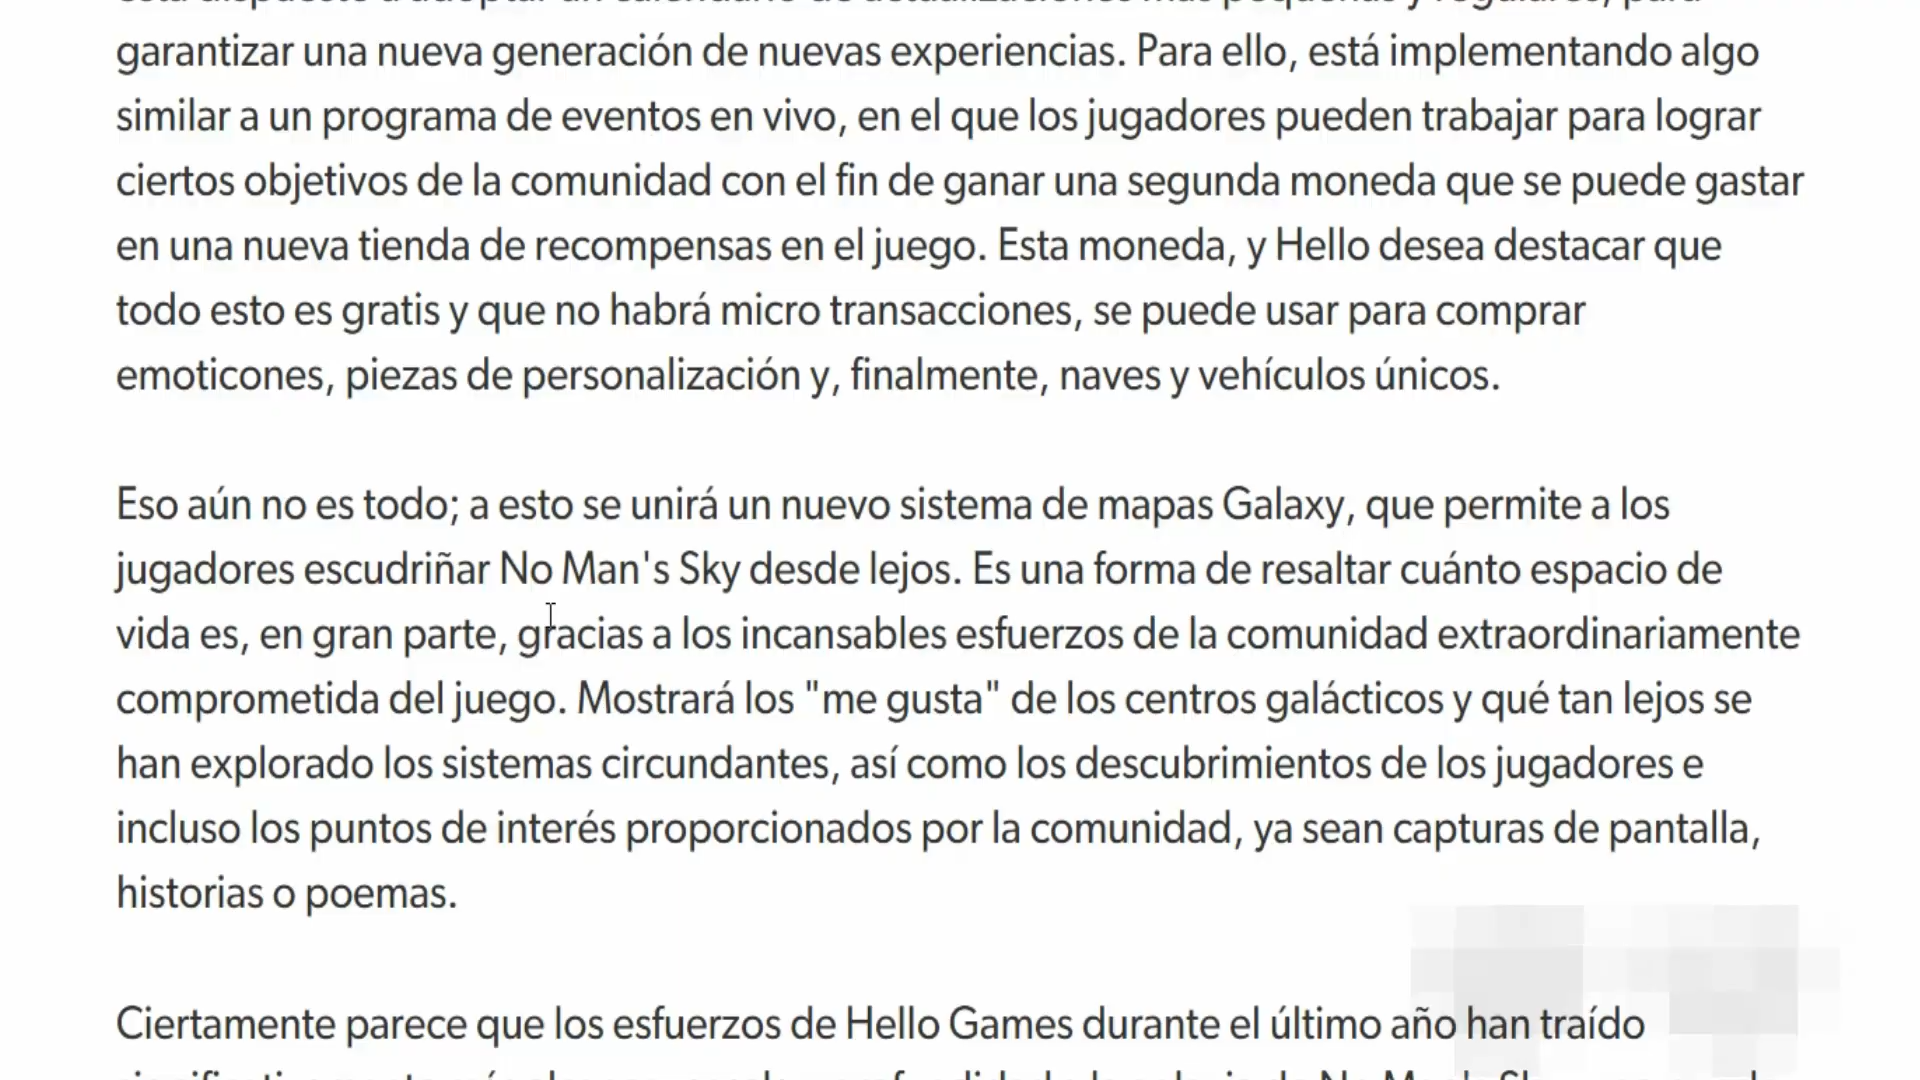 garantizar una nueva generación de nuevas experiencias. Para ello, está implementando algo
similar a un programa de eventos en vivo, en el que los jugadores pueden trabajar para lograr
ciertos objetivos de la comunidad con el fin de ganar una segunda moneda que se puede gastar
en una nueva tienda de recompensas en el juego. Esta moneda, y Hello desea destacar que
todo esto es gratis y que no habrá micro transacciones, se puede usar para comprar
emoticones, piezas de personalización y, finalmente, naves y vehículos únicos.
Eso aún no es todo; a esto se unirá un nuevo sistema de mapas Galaxy, que permite a los
jugadores escudriñar No Man's Sky desde lejos. Es una forma de resaltar cuánto espacio de
vida es, en gran parte, gracias a los incansables esfuerzos de la comunidad extraordinariamente
comprometida del juego. Mostrará los "me gusta" de los centros galácticos y qué tan lejos se
han explorado los sistemas circundantes, así como los descubrimientos de los jugadores e
incluso los puntos de interés proporcionados por la comunidad, ya sean capturas de pantalla,
historias o poemas.
Ciertamente parece que los esfuerzos de Hello Games durante el último año han traído